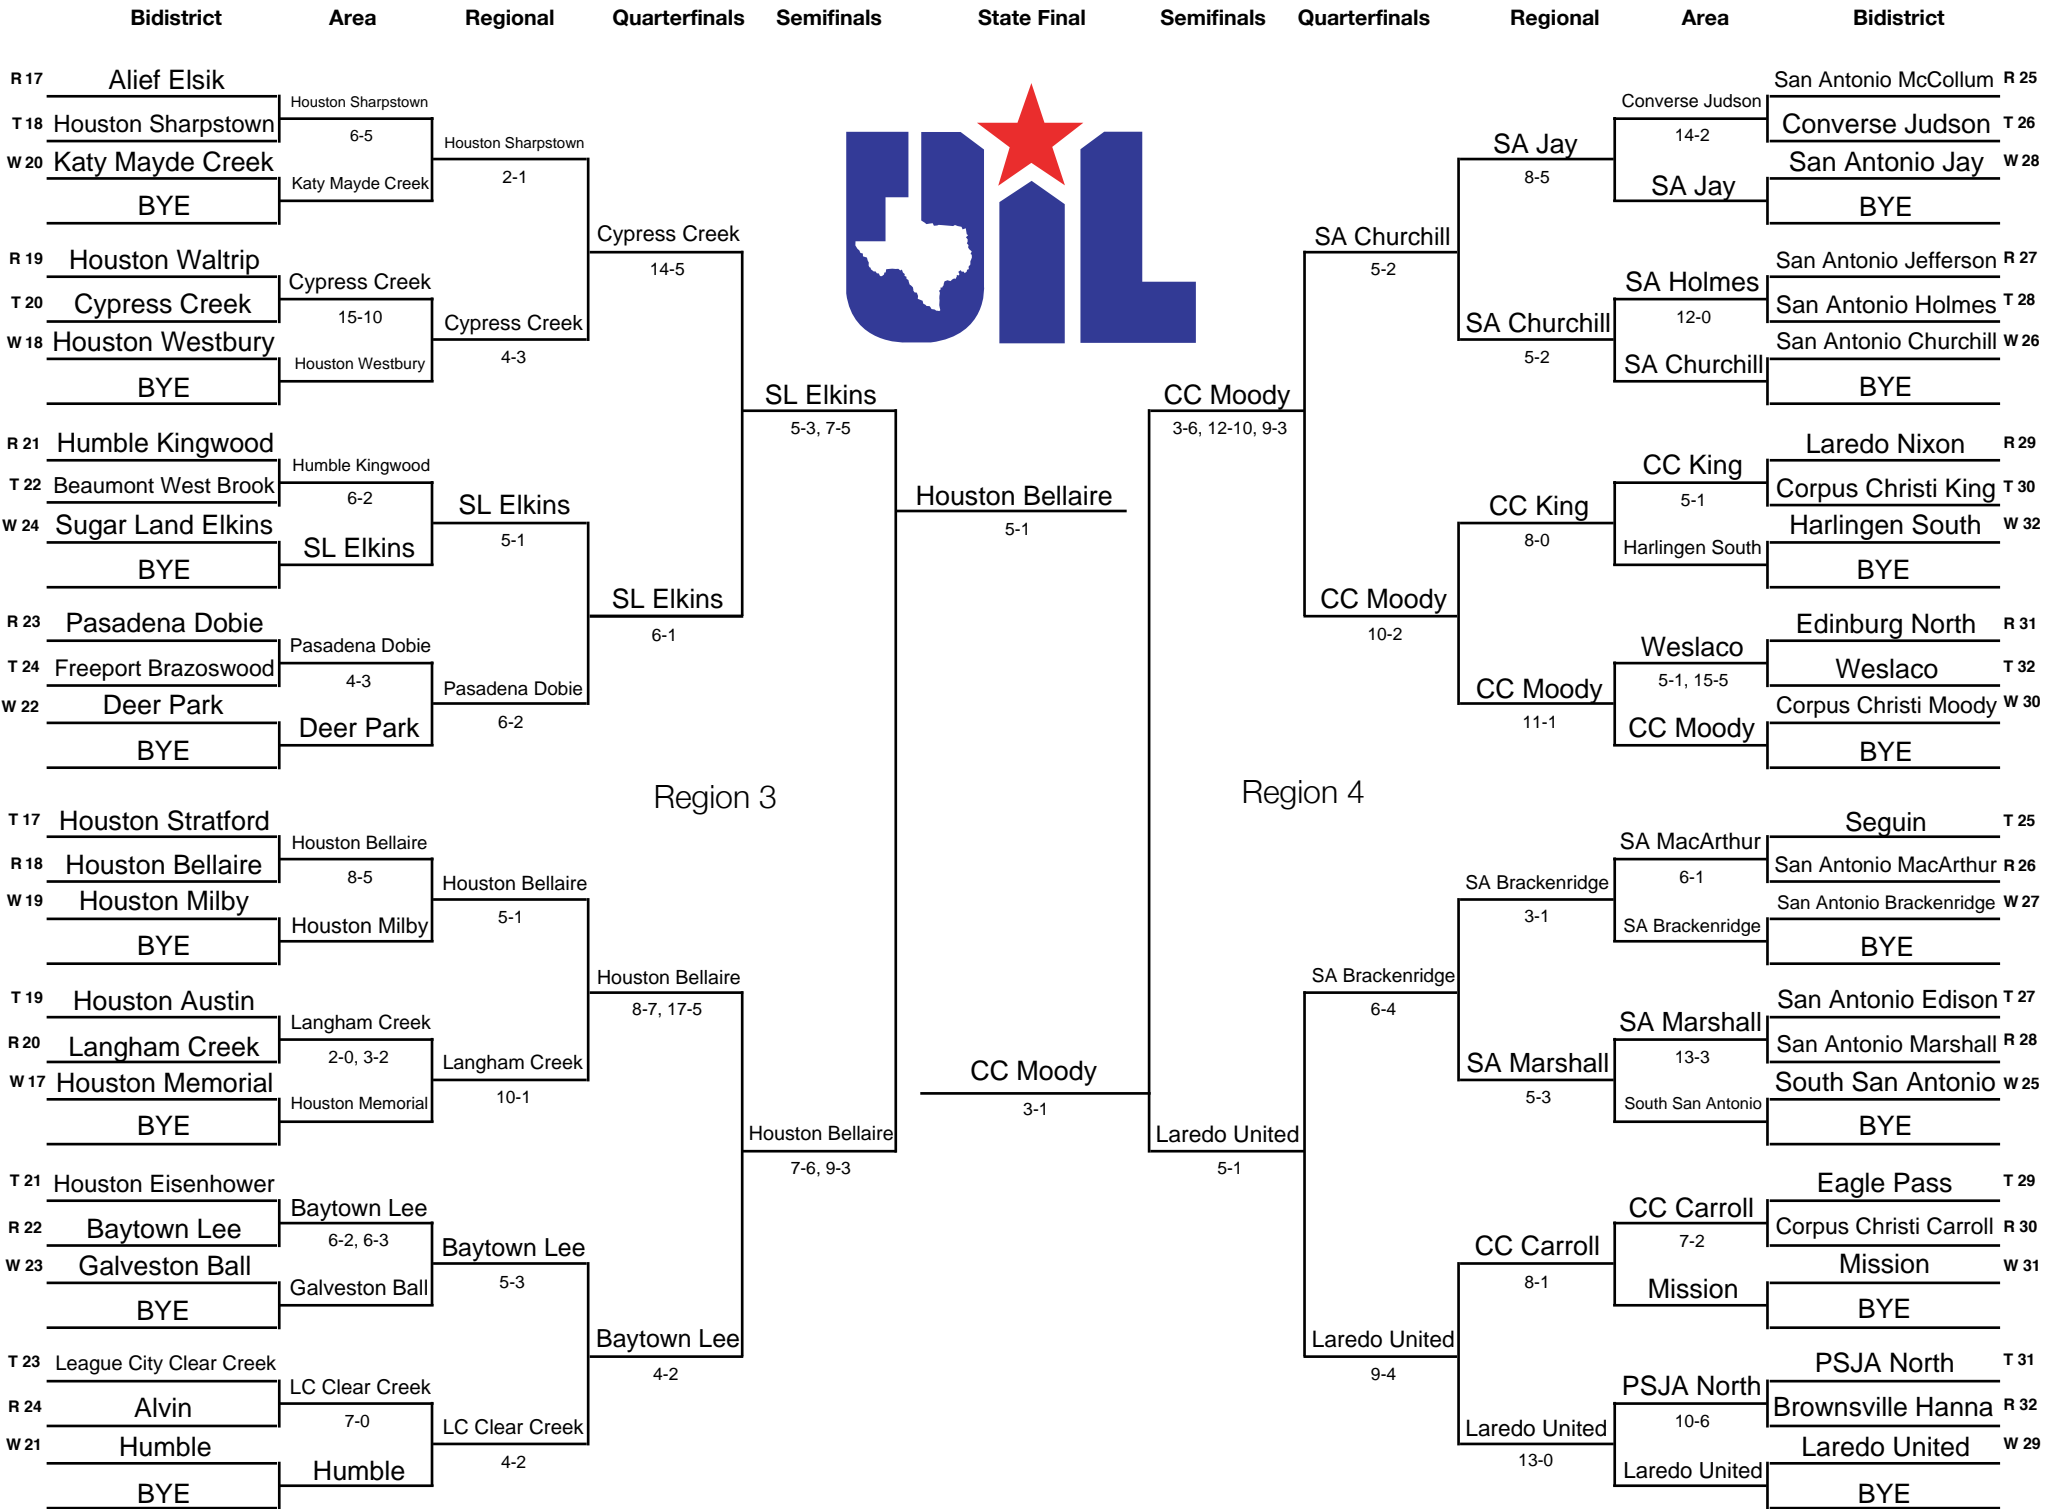 Bidistrict Area Regional Quarterfinals Semifinals State Final Semifinals Quarterfinals Regional Area Bidistrict
R 17 Alief Elsik
Houston Sharpstown
T 18 Houston Sharpstown
6-5
Houston Sharpstown
W 20 Katy Mayde Creek
2-1
Katy Mayde Creek
BYE
Cypress Creek
14-5
R 19 Houston Waltrip
Cypress Creek
T 20 Cypress Creek
15-10
Cypress Creek
W 18 Houston Westbury
4-3
Houston Westbury
BYE
SL Elkins
5-3, 7-5
R 21 Humble Kingwood
Humble Kingwood
T 22 Beaumont West Brook
6-2
SL Elkins
W 24 Sugar Land Elkins
5-1
SL Elkins
BYE
SL Elkins
6-1
R 23 Pasadena Dobie
Pasadena Dobie
T 24 Freeport Brazoswood
4-3
Pasadena Dobie
W 22 Deer Park
6-2
Deer Park
BYE
Region 3
T 17 Houston Stratford
Houston Bellaire
R 18 Houston Bellaire
8-5
Houston Bellaire
W 19 Houston Milby
5-1
Houston Milby
BYE
Houston Bellaire
8-7, 17-5
T 19 Houston Austin
Langham Creek
R 20 Langham Creek
2-0, 3-2
Langham Creek
W 17 Houston Memorial
10-1
Houston Memorial
BYE
Houston Bellaire
7-6, 9-3
T 21 Houston Eisenhower
Baytown Lee
R 22 Baytown Lee
6-2, 6-3
Baytown Lee
W 23 Galveston Ball
5-3
Galveston Ball
BYE
Baytown Lee
4-2
T 23 League City Clear Creek
LC Clear Creek
R 24 Alvin
7-0
LC Clear Creek
W 21 Humble
4-2
Humble
BYE
UIL
Houston Bellaire
5-1
CC Moody
3-1
San Antonio McCollum R 25
Converse Judson
Converse Judson T 26
14-2
SA Jay
San Antonio Jay W 28
8-5
SA Jay
BYE
SA Churchill
5-2
San Antonio Jefferson R 27
SA Holmes
San Antonio Holmes T 28
12-0
SA Churchill
San Antonio Churchill W 26
5-2
SA Churchill
BYE
CC Moody
3-6, 12-10, 9-3
Laredo Nixon R 29
CC King
Corpus Christi King T 30
5-1
CC King
Harlingen South W 32
8-0
Harlingen South
BYE
CC Moody
10-2
Edinburg North R 31
Weslaco
Weslaco T 32
5-1, 15-5
CC Moody
Corpus Christi Moody W 30
11-1
CC Moody
BYE
Region 4
Seguin T 25
SA MacArthur
San Antonio MacArthur R 26
6-1
SA Brackenridge
San Antonio Brackenridge W 27
3-1
SA Brackenridge
BYE
SA Brackenridge
6-4
San Antonio Edison T 27
SA Marshall
San Antonio Marshall R 28
13-3
SA Marshall
South San Antonio W 25
5-3
South San Antonio
BYE
Laredo United
5-1
Eagle Pass T 29
CC Carroll
Corpus Christi Carroll R 30
7-2
CC Carroll
Mission W 31
8-1
Mission
BYE
Laredo United
9-4
PSJA North T 31
PSJA North
Brownsville Hanna R 32
10-6
Laredo United
Laredo United W 29
13-0
Laredo United
BYE